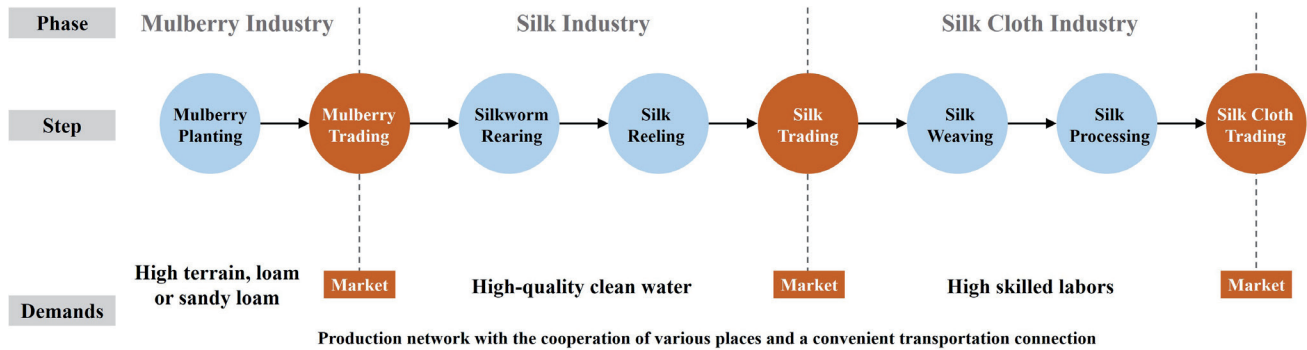 Phase
Mulberry Industry
Silk Industry
Silk Cloth Industry
Step
Mulberry
Planting
Mulberry
Trading
Silkworm
Rearing
Silk
Reeling
Silk
Trading
Silk
Weaving
Silk
Processing
Silk Cloth
Trading
Demands
High terrain, loam
or sandy loam
Market
High-quality clean water
Market
High skilled labors
Market
Production network with the cooperation of various places and a convenient transportation connection